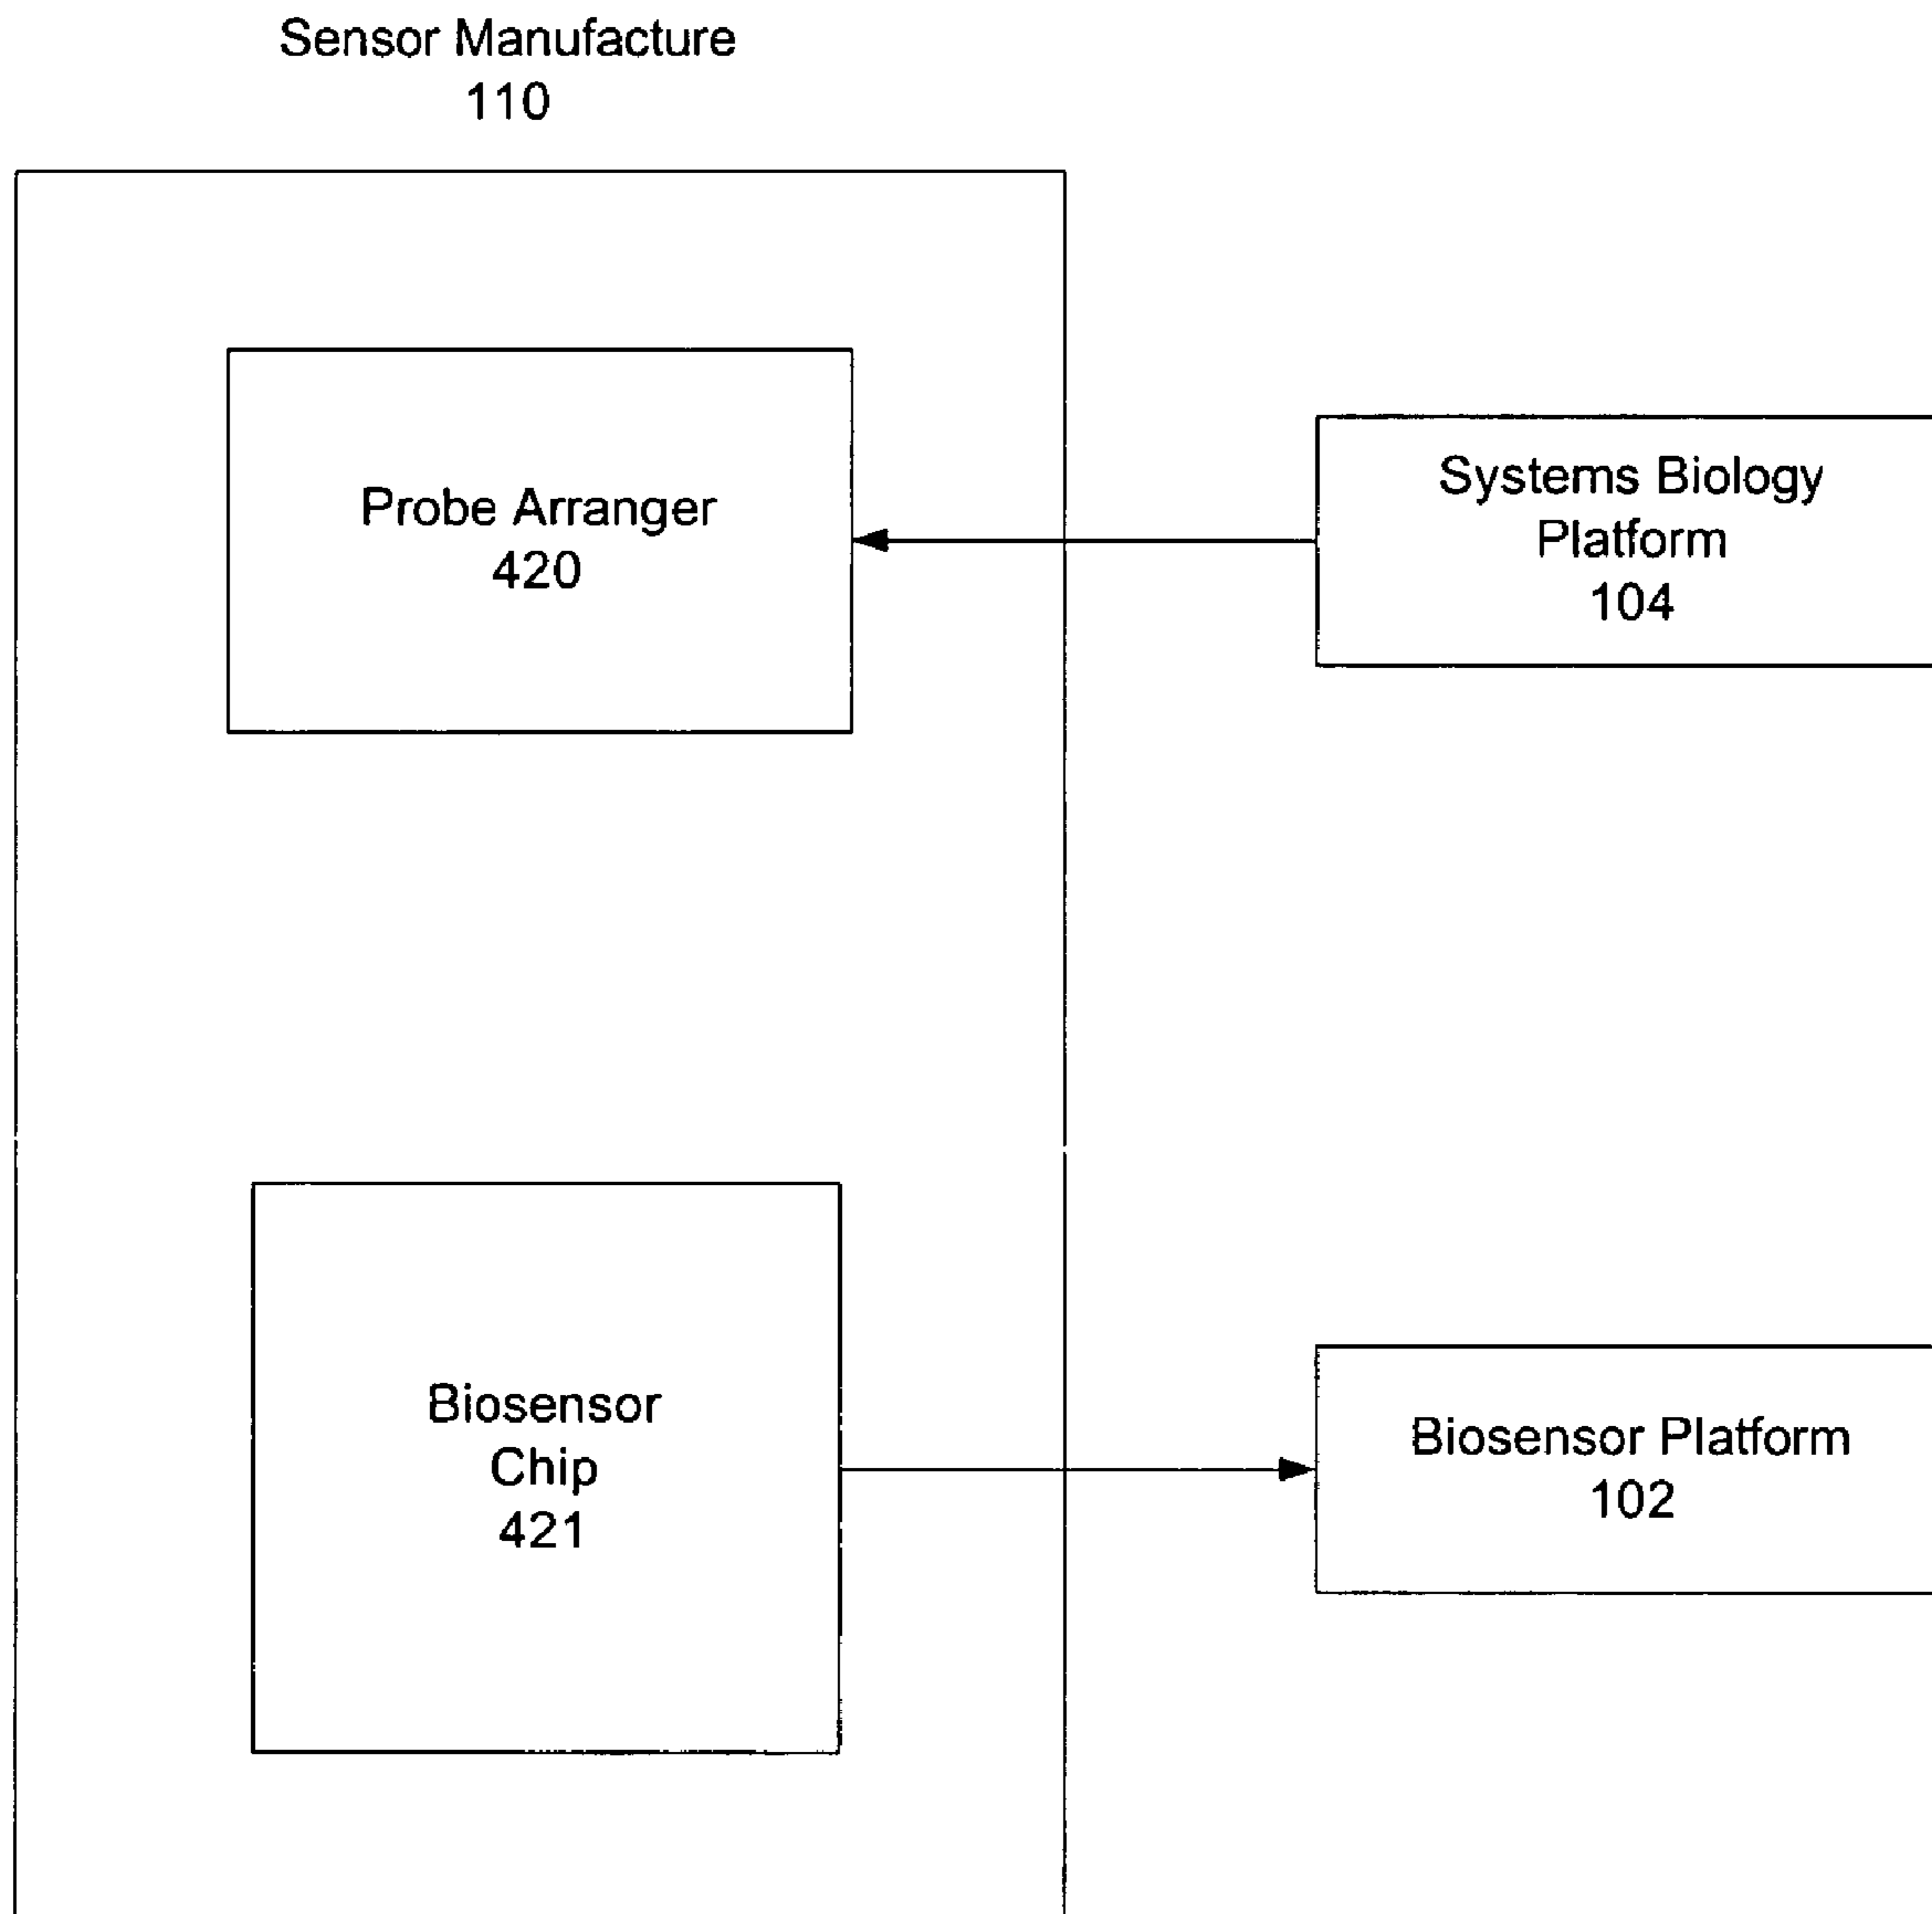 Sensor Manufacture
110
Probe Arranger
420
Systems Biology
Platform
104
Biosensor
Chip
421
Biosensor Platform
102